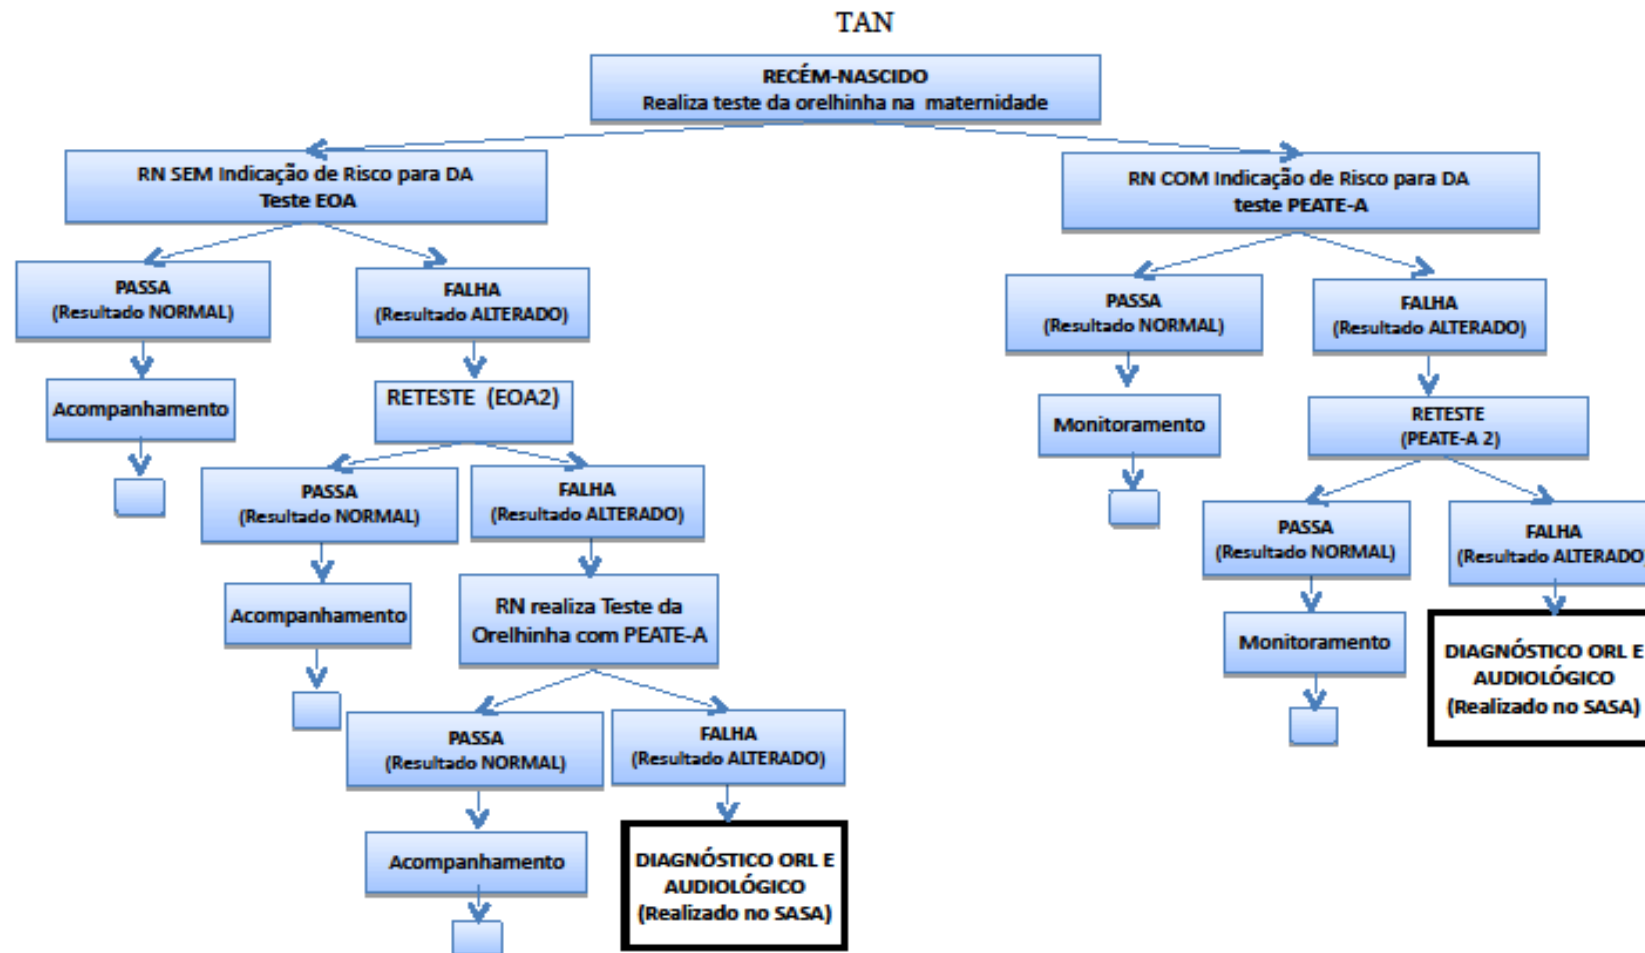 TAN
RECÉM-NASCIDO
Realiza teste da orelhinha na maternidade
RN SEM Indicação de Risco para DA
Teste EOA
RN COM Indicação de Risco para DA
teste PEATE-A
PASSA
(Resultado NORMAL)
FALHA
(Resultado ALTERADO)
PASSA
(Resultado NORMAL)
FALHA
(Resultado ALTERADO)
Acompanhamento
RETESTE (EOA2)
Monitoramento
RETESTE
(PEATE-A 2)
PASSA
(Resultado NORMAL)
FALHA
(Resultado ALTERADO)
PASSA
(Resultado NORMAL)
FALHA
(Resultado ALTERADO)
Acompanhamento
RN realiza Teste da
Orelhinha com PEATE-A
Monitoramento
DIAGNÓSTICO ORL E
AUDIOLÓGICO
(Realizado no SASA)
PASSA
(Resultado NORMAL)
FALHA
(Resultado ALTERADO)
Acompanhamento
DIAGNÓSTICO ORL E
AUDIOLÓGICO
(Realizado no SASA)